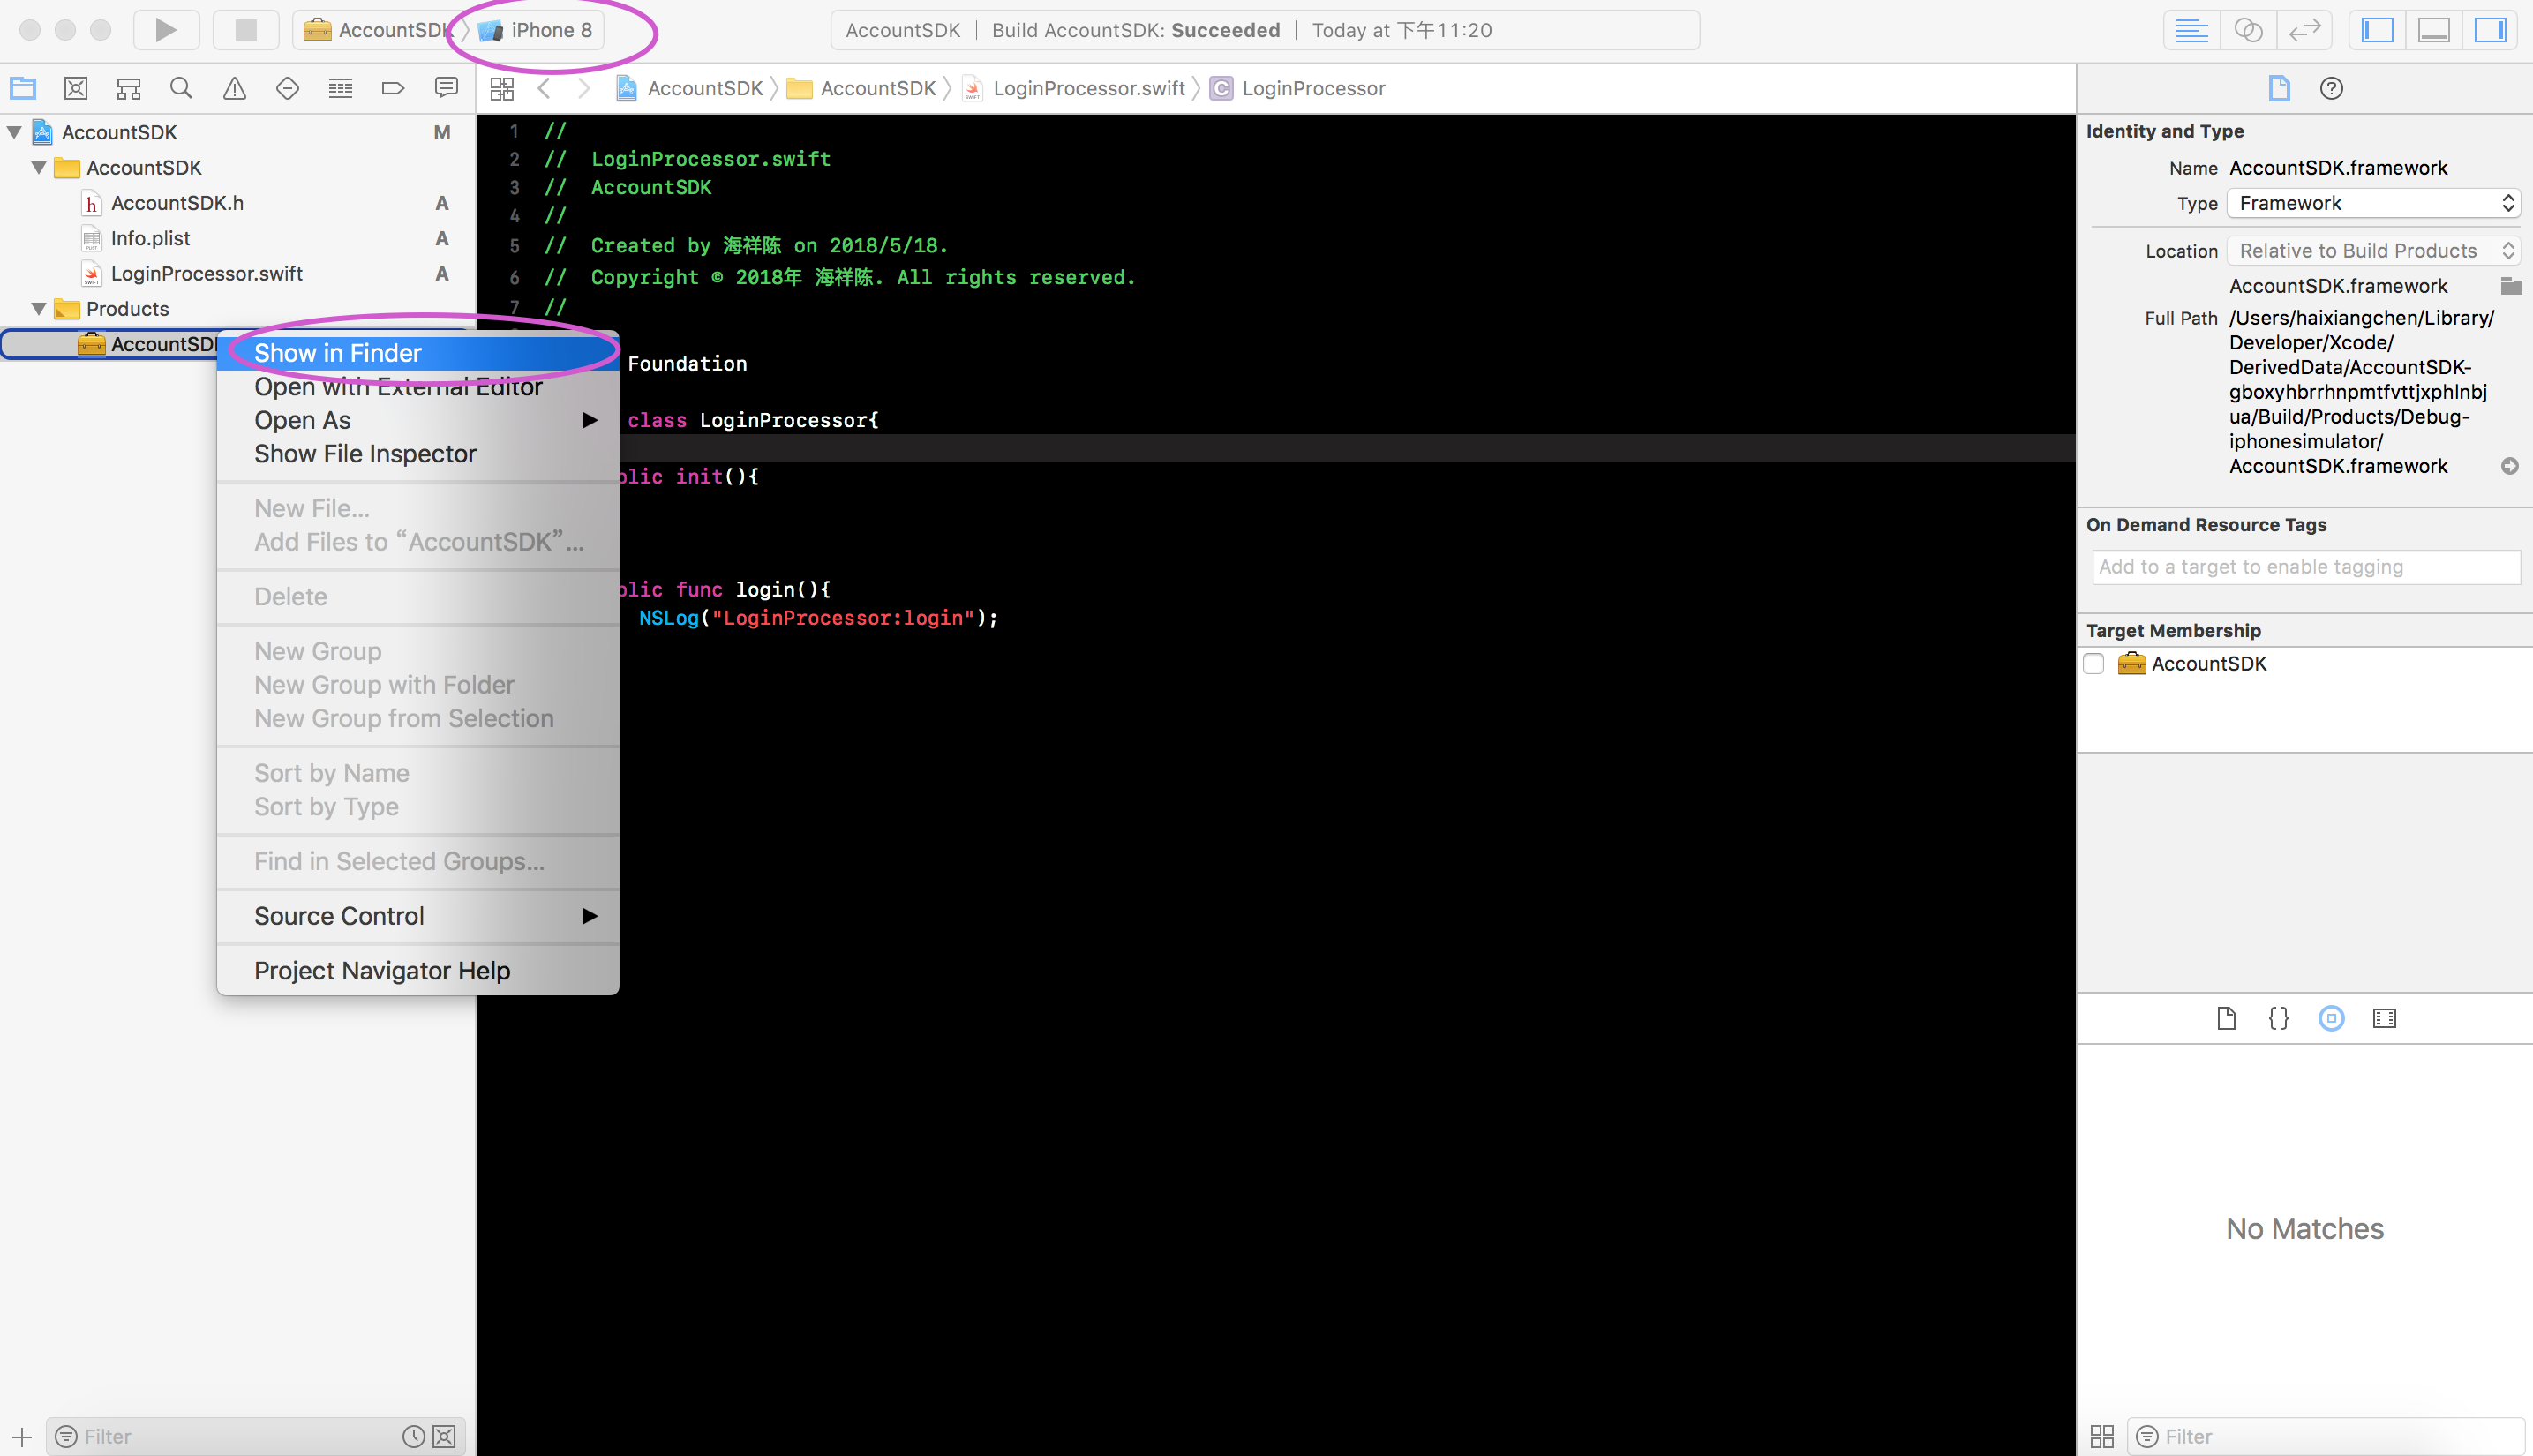 AccountSDK iPhone 8
AccountSDK | Build AccountSDK: Succeeded | Today at 下午11:20
AccountSDK AccountSDK LoginProcessor.swift C LoginProcessor
AccountSDK M
AccountSDK
h AccountSDK.h A
Info.plist A
LoginProcessor.swift A
Products
AccountSD
Show in Finder
Open with External Editor
Open As
Show File Inspector
New File...
Add Files to “AccountSDK”...
Delete
New Group
New Group with Folder
New Group from Selection
Sort by Name
Sort by Type
Find in Selected Groups...
Source Control
Project Navigator Help
Filter
1 //
2 // LoginProcessor.swift
3 // AccountSDK
4 //
5 // Created by 海祥陈 on 2018/5/18.
6 // Copyright © 2018年 海祥陈. All rights reserved.
7 //
Foundation
class LoginProcessor{
blic init(){
blic func login(){
NSLog("LoginProcessor:login");
Identity and Type
Name AccountSDK.framework
Type Framework
Location Relative to Build Products
AccountSDK.framework
Full Path /Users/haixiangchen/Library/
Developer/Xcode/
DerivedData/AccountSDK-
gboxyhbrrhnpmtfvttjxphlnbj
ua/Build/Products/Debug-
iphonesimulator/
AccountSDK.framework
On Demand Resource Tags
Add to a target to enable tagging
Target Membership
AccountSDK
{}
No Matches
Filter